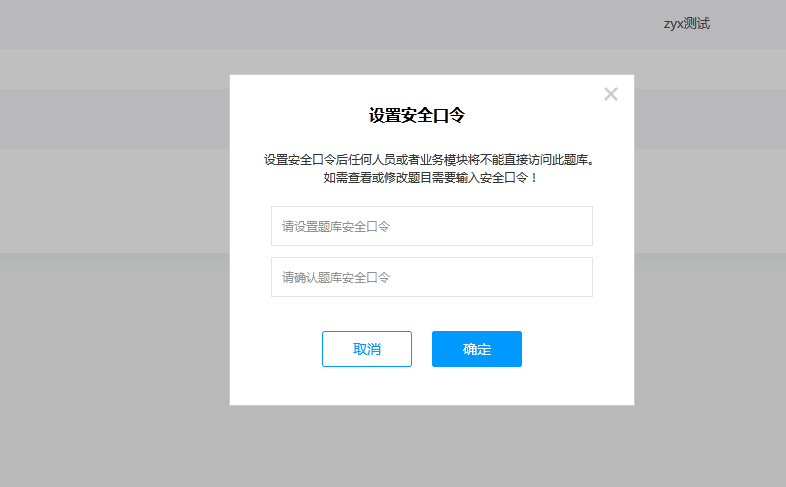 zyx测试
设置安全口令
设置安全口令后任何人员或者业务模块将不能直接访问此题库。
如需查看或修改题目需要输入安全口令！
请设置题库安全口令
请确认题库安全口令
取消
确定